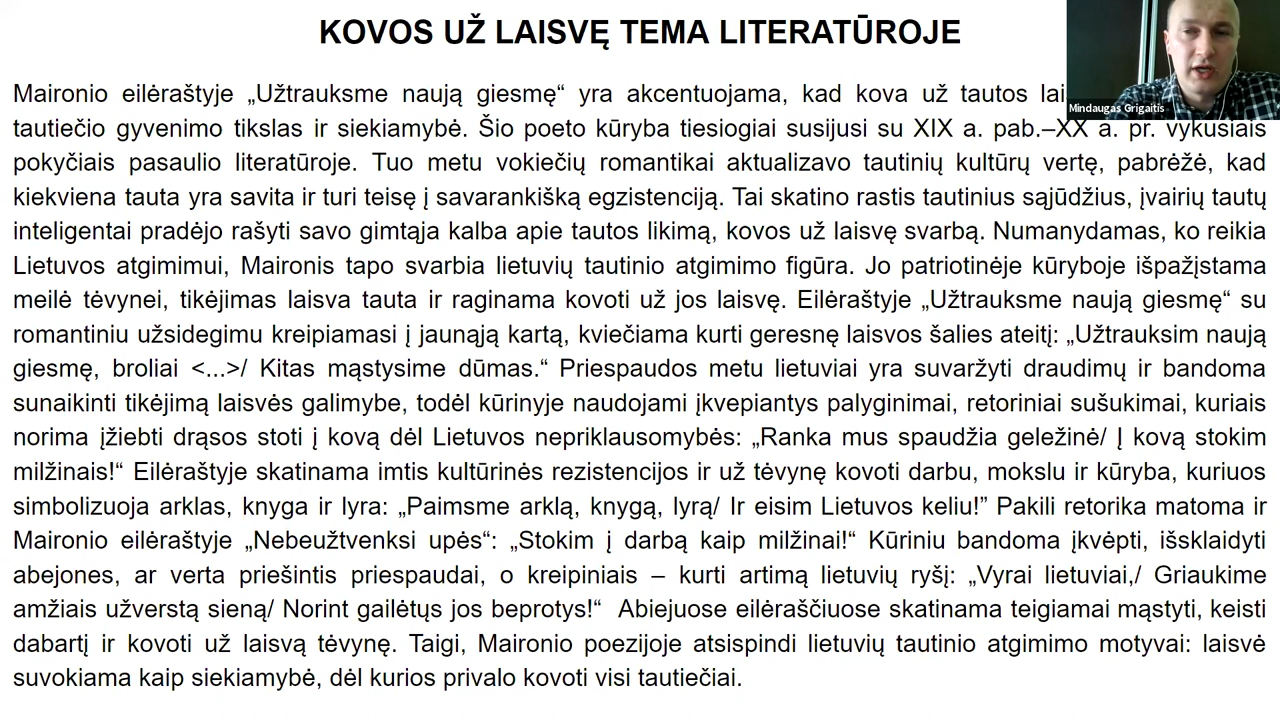 KOVOS UŽ LAISVĘ TEMA LITERATŪROJE
Mindaugas Grigaitis
Maironio eilėraštyje „Užtrauksme naują giesmę“ yra akcentuojama, kad kova už tautos
tautiečio gyvenimo tikslas ir siekiamybė. Šio poeto kūryba tiesiogiai susijusi su XIX a. pab.–XX a. pr. vykusiais
pokyčiais pasaulio literatūroje. Tuo metu vokiečių romantikai aktualizavo tautinių kultūrų vertę, pabrėžė, kad
kiekviena tauta yra savita ir turi teisę į savarankišką egzistenciją. Tai skatino rastis tautinius sąjūdžius, įvairių tautų
inteligentai pradėjo rašyti savo gimtąja kalba apie tautos likimą, kovos už laisvę svarbą. Numanydamas, ko reikia
Lietuvos atgimimui, Maironis tapo svarbia lietuvių tautinio atgimimo figūra. Jo patriotinėje kūryboje išpažįstama
meilė tėvynei, tikėjimas laisva tauta ir raginama kovoti už jos laisvę. Eilėraštyje „Užtrauksme naują giesmę“ su
romantiniu užsidegimu kreipiamasi į jaunąją kartą, kviečiama kurti geresnę laisvos šalies ateitį: „Užtrauksim naują
giesmę, broliai <...>/ Kitas mąstysime dūmas.“ Priespaudos metu lietuviai yra suvaržyti draudimų ir bandoma
sunaikinti tikėjimą laisvės galimybe, todėl kūrinyje naudojami įkvepiantys palyginimai, retoriniai sušukimai, kuriais
norima įžiebti drąsos stoti į kovą dėl Lietuvos nepriklausomybės: „Ranka mus spaudžia geležinė/ Į kovą stokim
milžinais!“ Eilėraštyje skatinama imtis kultūrinės rezistencijos ir už tėvynę kovoti darbu, mokslu ir kūryba, kuriuos
simbolizuoja arklas, knyga ir lyra: „Paimsme arklą, knygą, lyrą/ Ir eisim Lietuvos keliu!” Pakili retorika matoma ir
Maironio eilėraštyje „Nebeužtvenksi upės“: „Stokim į darbą kaip milžinai!“ Kūriniu bandoma įkvėpti, išsklaidyti
abejones, ar verta priešintis priespaudai, o kreipiniais – kurti artimą lietuvių ryšį: „Vyrai lietuviai,/ Griaukime
amžiais užverstą sieną/ Norint gailėtųs jos beprotys!“ Abiejuose eilėraščiuose skatinama teigiamai mąstyti, keisti
dabartį ir kovoti už laisvą tėvynę. Taigi, Maironio poezijoje atsispindi lietuvių tautinio atgimimo motyvai: laisvė
suvokiama kaip siekiamybė, dėl kurios privalo kovoti visi tautiečiai.